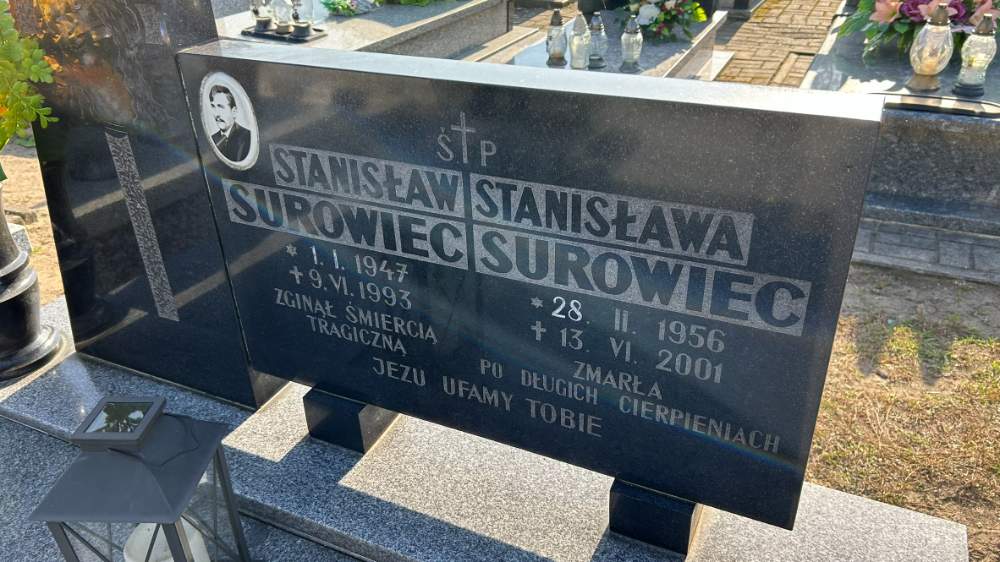 Ś † P
STANISŁAW
SUROWIEC
* 1. I. 1947
+ 9. VI. 1993
ZGINĄŁ ŚMIERCIĄ
TRAGICZNĄ
STANISŁAWA
SUROWIEC
* 28. II. 1956
+ 13. VI. 2001
ZMARŁA
PO DŁUGICH CIERPIENIACH
JEZU UFAMY TOBIE